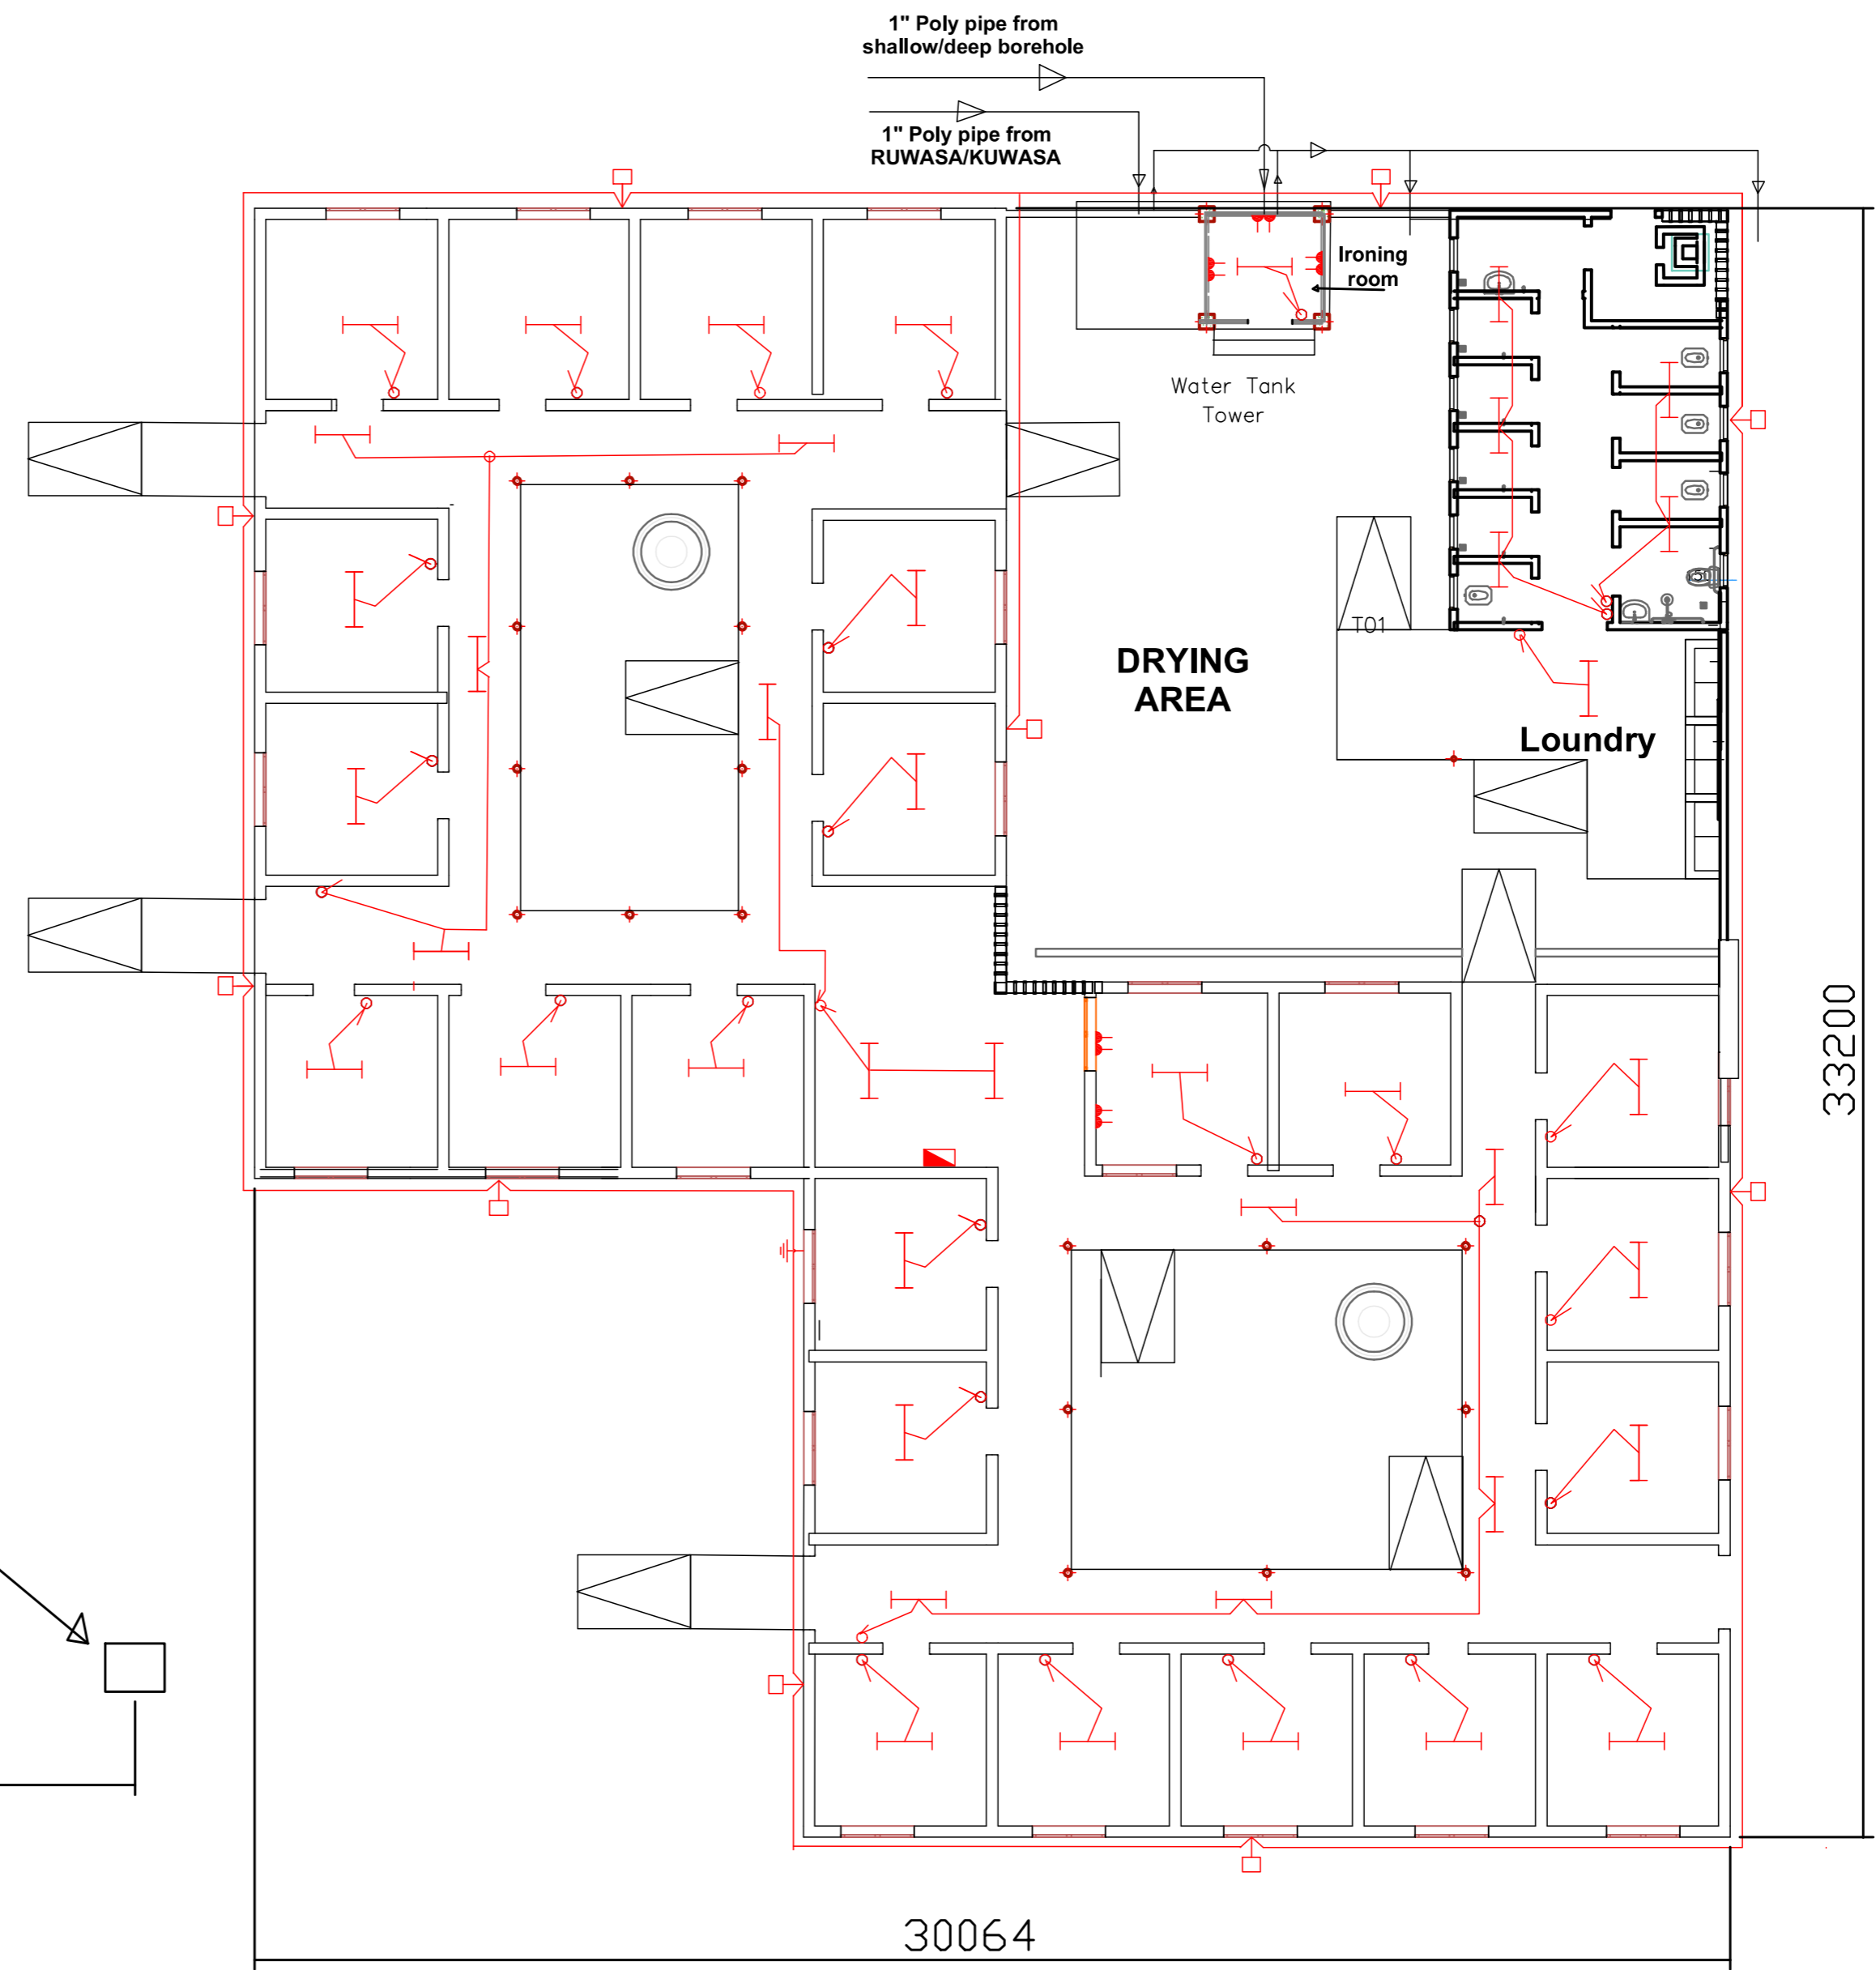 1" Poly pipe from
shallow/deep borehole
1" Poly pipe from
RUWASA/KUWASA
Ironing
room
Water Tank
Tower
T01
DRYING
AREA
Loundry
33200
30064